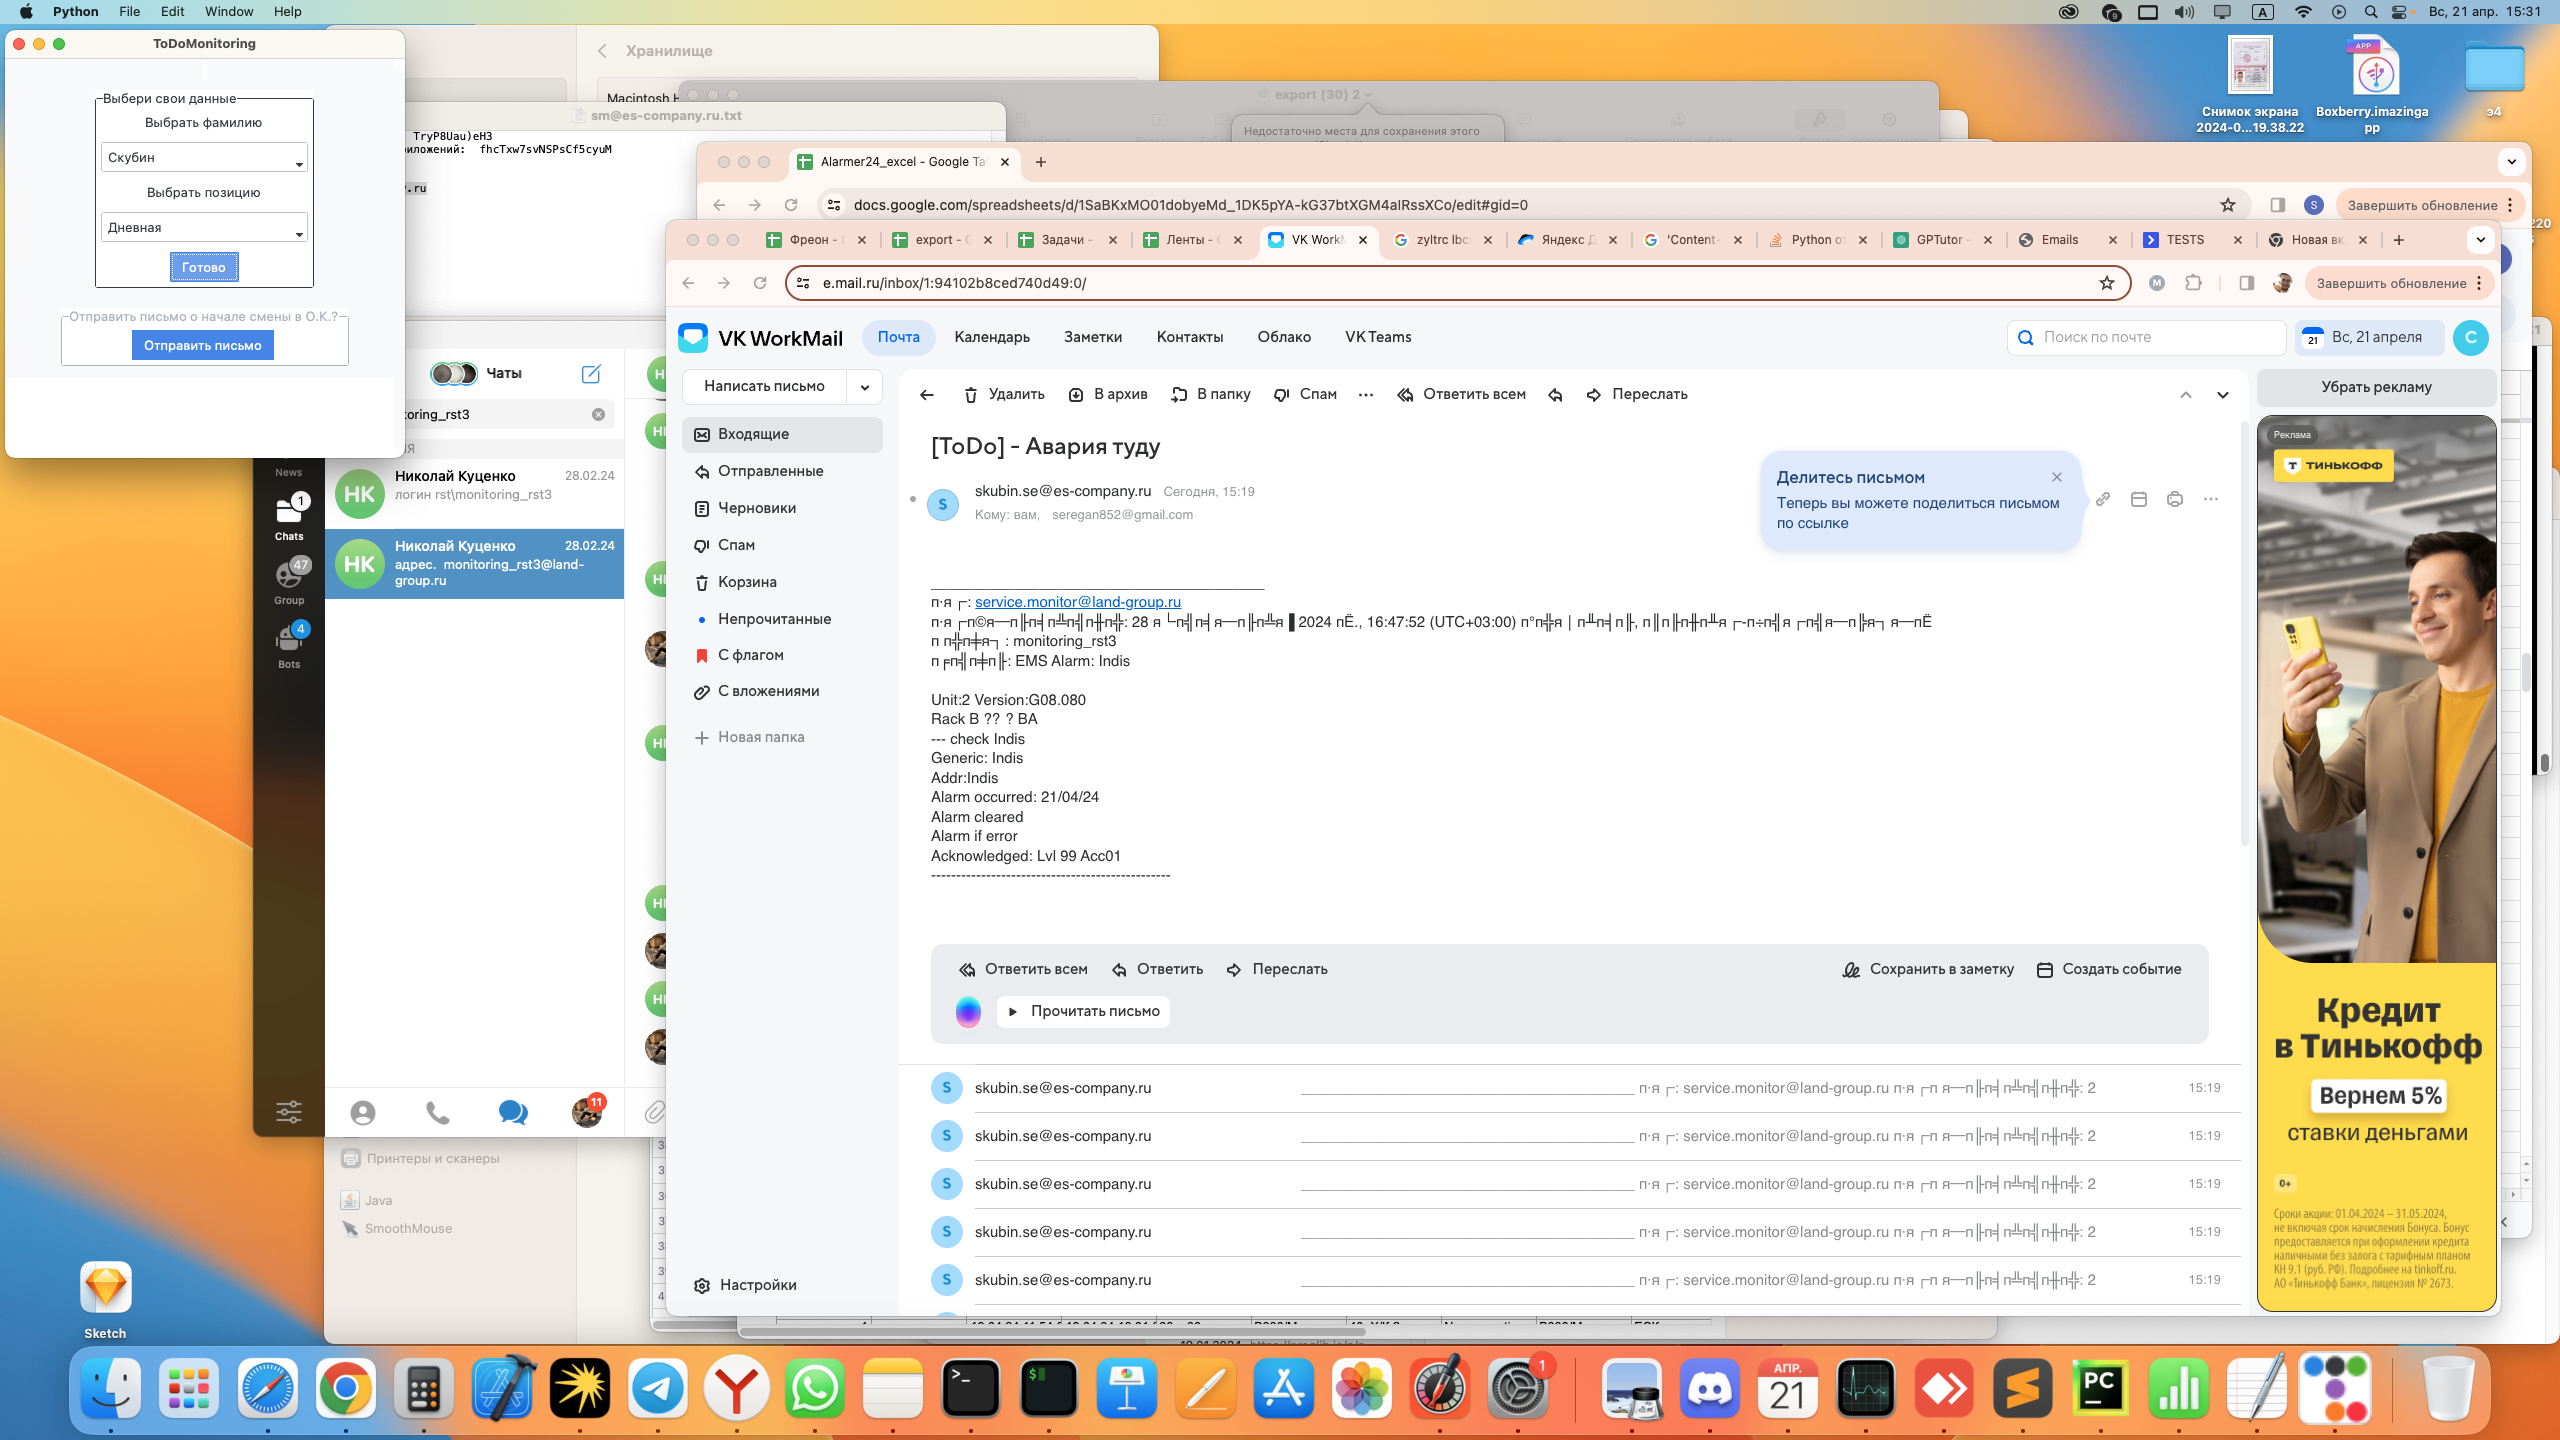 Python File Edit Window Help
A Вс, 21 апр. 15:31
ToDoMonitoring
Выбери свои данные
Выбрать фамилию
Скубин
Выбрать позицию
Дневная
Готово
Отправить письмо о начале смены в О.К.?
Отправить письмо
Хранилище
Macintosh H
export (30) 2
Недостаточно места для сохранения этого
sm@es-company.ru.txt
TryP8Uau)eH3
риложений: fhcTxw7svNSPsCf5cyuM
.ru
Снимок экрана
2024-0...19.38.22
Boxberry.imazinga
pp
э4
APP
Alarmer24_excel - Google Та
docs.google.com/spreadsheets/d/1SaBKxMO01dobyeMd_1DK5pYA-kG37btXGM4aIRssXCo/edit#gid=0
S
Завершить обновление
Фреон -
export -
Задачи -
Ленты -
VK Work
zyltrc lbc
Яндекс Д
'Content-
Python o
GPTutor -
Emails
TESTS
Новая вк
e.mail.ru/inbox/1:94102b8ced740d49:0/
M
Завершить обновление
VK WorkMail
Почта
Календарь
Заметки
Контакты
Облако
VK Teams
Поиск по почте
21
Вс, 21 апреля
С
Написать письмо
Удалить
В архив
В папку
Спам
Ответить всем
Переслать
Убрать рекламу
Входящие
Отправленные
Черновики
Спам
Корзина
Непрочитанные
С флагом
С вложениями
Новая папка
Настройки
[ToDo] - Авария туду
S
skubin.se@es-company.ru Сегодня, 15:19
Кому: вам, seregan852@gmail.com
Делитесь письмом
Теперь вы можете поделиться письмом
по ссылке
п·я┌: service.monitor@land-group.ru
28 2024 16:47:52 (UTC+03:00)
: monitoring_rst3
: EMS Alarm: Indis
Unit:2 Version:G08.080
Rack B ?? ? BA
--- check Indis
Generic: Indis
Addr:Indis
Alarm occurred: 21/04/24
Alarm cleared
Alarm if error
Acknowledged: Lvl 99 Acc01
------------------------------------------------
Ответить всем
Ответить
Переслать
Сохранить в заметку
Создать событие
Прочитать письмо
S skubin.se@es-company.ru п·я┌: service.monitor@land-group.ru : 2 15:19
S skubin.se@es-company.ru п·я┌: service.monitor@land-group.ru : 2 15:19
S skubin.se@es-company.ru п·я┌: service.monitor@land-group.ru : 2 15:19
S skubin.se@es-company.ru п·я┌: service.monitor@land-group.ru : 2 15:19
S skubin.se@es-company.ru п·я┌: service.monitor@land-group.ru : 2 15:19
Реклама
ТИНЬКОФФ
Кредит
в Тинькофф
Вернем 5%
ставки деньгами
0+
Сроки акции: 01.04.2024 – 31.05.2024,
не включая срок начисления Бонуса. Бонус
предоставляется при оформлении кредита
наличными без залога с тарифным планом
КН 9.1 (руб. РФ). Подробнее на tinkoff.ru.
АО «Тинькофф Банк», лицензия № 2673.
Чаты
toring_rst3
News
1
Chats
47
Group
4
Bots
НК
Николай Куценко 28.02.24
логин rst\monitoring_rst3
НК
Николай Куценко 28.02.24
адрес. monitoring_rst3@land-
group.ru
11
Принтеры и сканеры
Java
SmoothMouse
Sketch
1
АПР.
21
PC